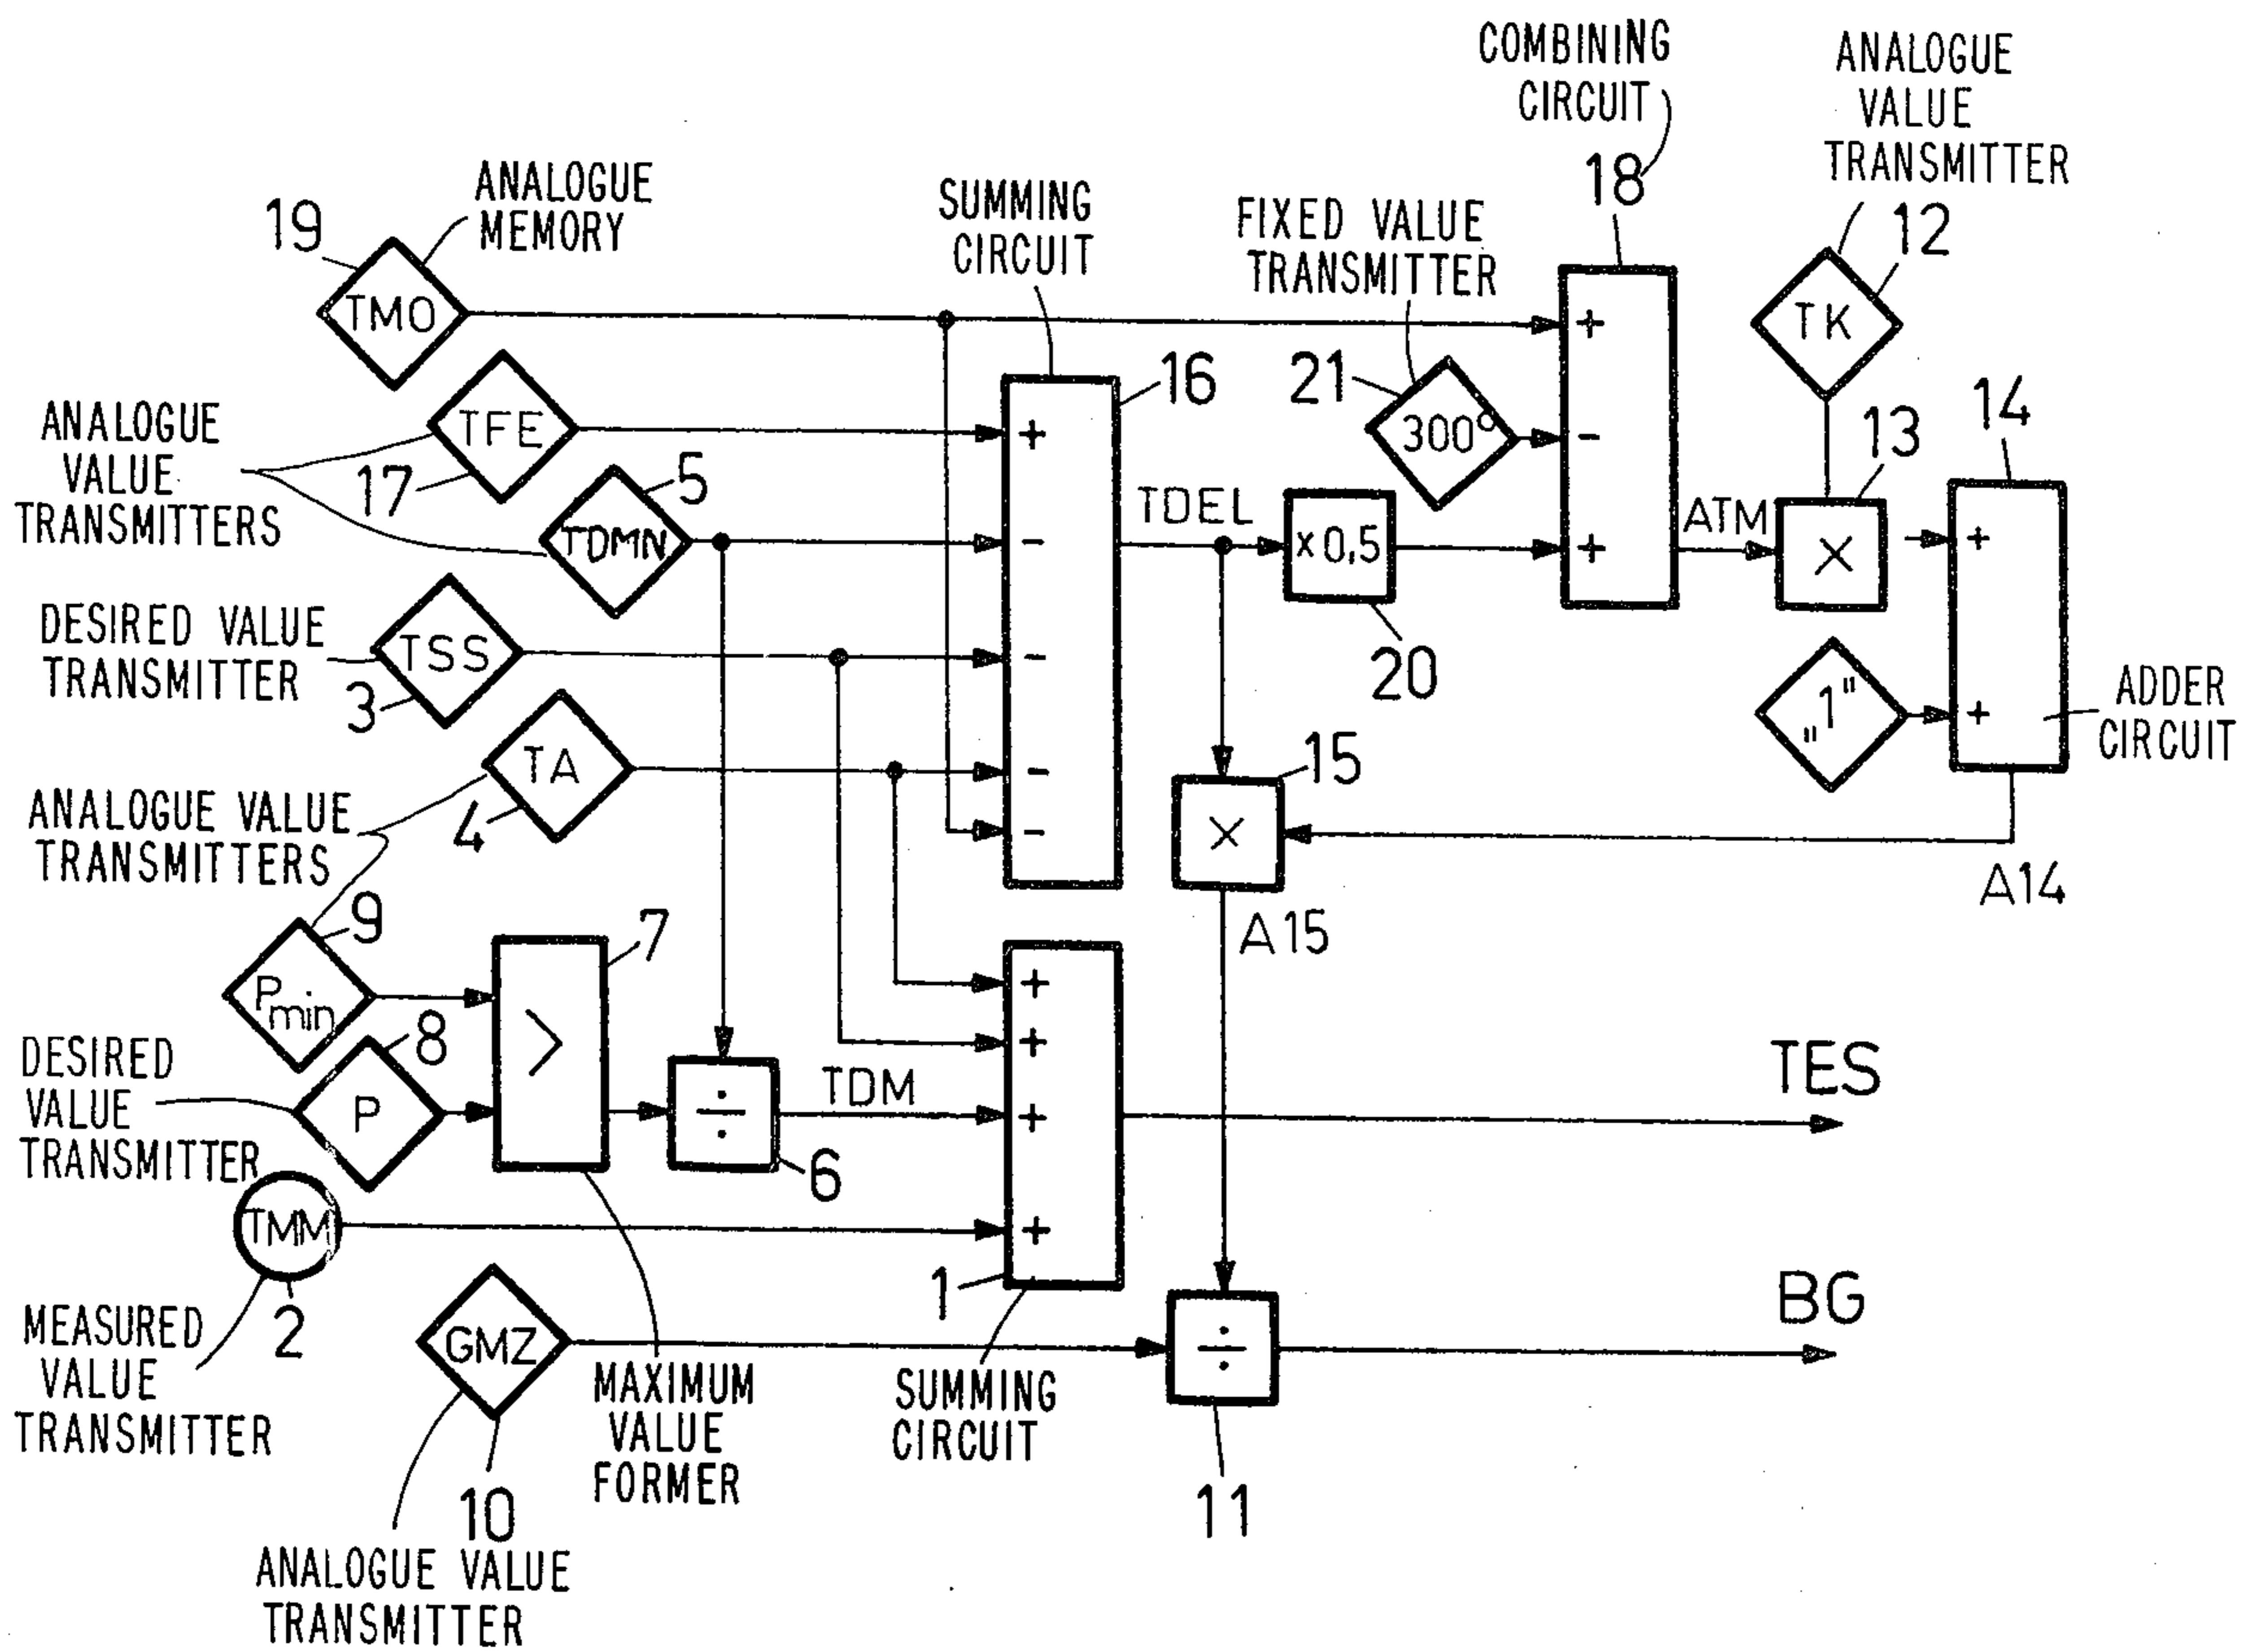 COMBINING
CIRCUIT
18
ANALOGUE
VALUE
TRANSMITTER
12
TK
19
ANALOGUE
MEMORY
TMO
SUMMING
CIRCUIT
16
FIXED VALUE
TRANSMITTER
21
300°
ANALOGUE
VALUE
TRANSMITTERS
TFE
17
5
TDMN
TDEL
×0,5
20
+
-
+
ATM
13
×
14
+
+
„1"
ADDER
CIRCUIT
A14
DESIRED VALUE
TRANSMITTER
TSS
3
+
-
-
-
-
TA
4
ANALOGUE VALUE
TRANSMITTERS
15
×
A15
9
Pmin
7
>
8
P
DESIRED
VALUE
TRANSMITTER
÷
6
TDM
+
+
+
+
1
SUMMING
CIRCUIT
TES
TMM
2
MEASURED
VALUE
TRANSMITTER
GMZ
10
ANALOGUE VALUE
TRANSMITTER
MAXIMUM
VALUE
FORMER
÷
11
BG